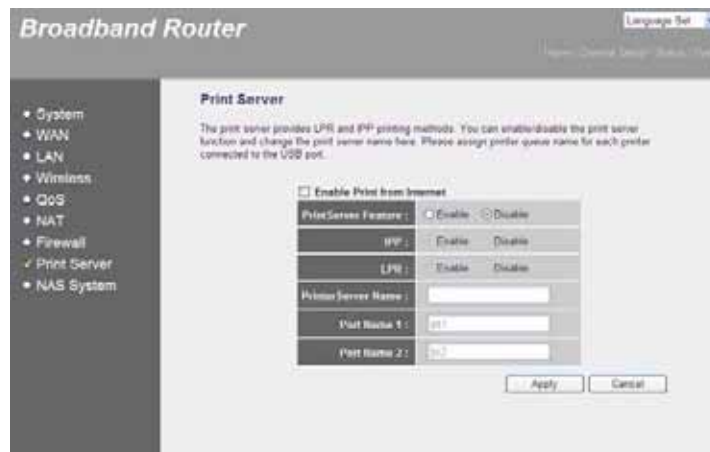 Broadband Router
Language Set
System
WAN
LAN
Wireless
QoS
NAT
Firewall
Print Server
NAS System
Print Server
The print server provides LPR and IPP printing methods. You can enable/disable the print server
function and change the print server name here. Please assign printer queue name for each printer
connected to the USB port.
Enable Print from Internet
PrintServer Feature : Enable Disable
IPP : Enable Disable
LPR : Enable Disable
PrinterServer Name :
Port Name 1 :
Port Name 2 :
Apply Cancel